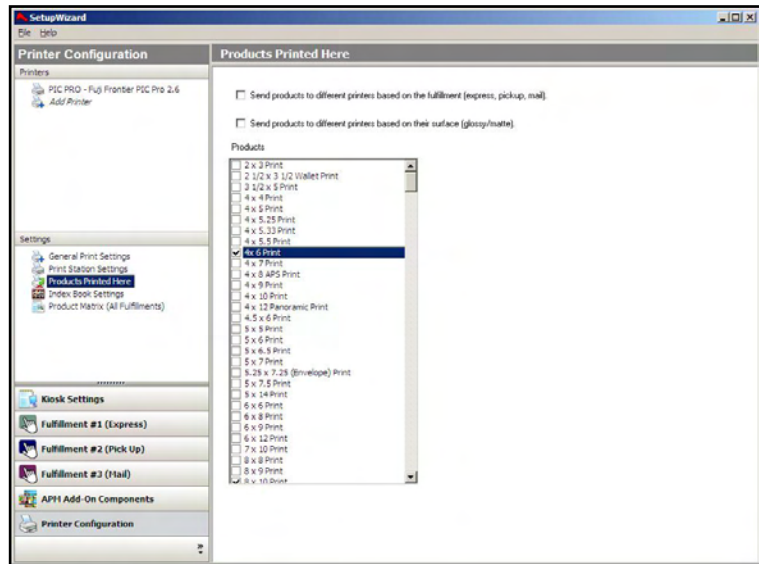 SetupWizard
File Help
Printer Configuration
Printers
PIC PRO - Fuji Frontier PIC Pro 2.6
Add Printer
Settings
General Print Settings
Print Station Settings
Products Printed Here
Index Book Settings
Product Matrix (All Fulfilments)
Kiosk Settings
Fulfillment #1 (Express)
Fulfillment #2 (Pick Up)
Fulfillment #3 (Mail)
APM Add-On Components
Printer Configuration
Products Printed Here
Send products to different printers based on the fulfillment (express, pickup, mail).
Send products to different printers based on their surface (glossy/matte).
Products
2 x 3 Print
2 1/2 x 3 1/2 Wallet Print
3 1/2 x 5 Print
4 x 4 Print
4 x 5 Print
4 x 5.25 Print
4 x 5.33 Print
4 x 5.5 Print
4x 6 Print
4 x 7 Print
4 x 8 APS Print
4 x 9 Print
4 x 10 Print
4 x 12 Panoramic Print
4.5 x 6 Print
5 x 5 Print
5 x 6 Print
5 x 6.5 Print
5 x 7 Print
5.25 x 7.25 (Envelope) Print
5 x 7.5 Print
5 x 14 Print
6 x 6 Print
6 x 8 Print
6 x 9 Print
6 x 12 Print
7 x 10 Print
8 x 8 Print
8 x 9 Print
8 x 10 Print